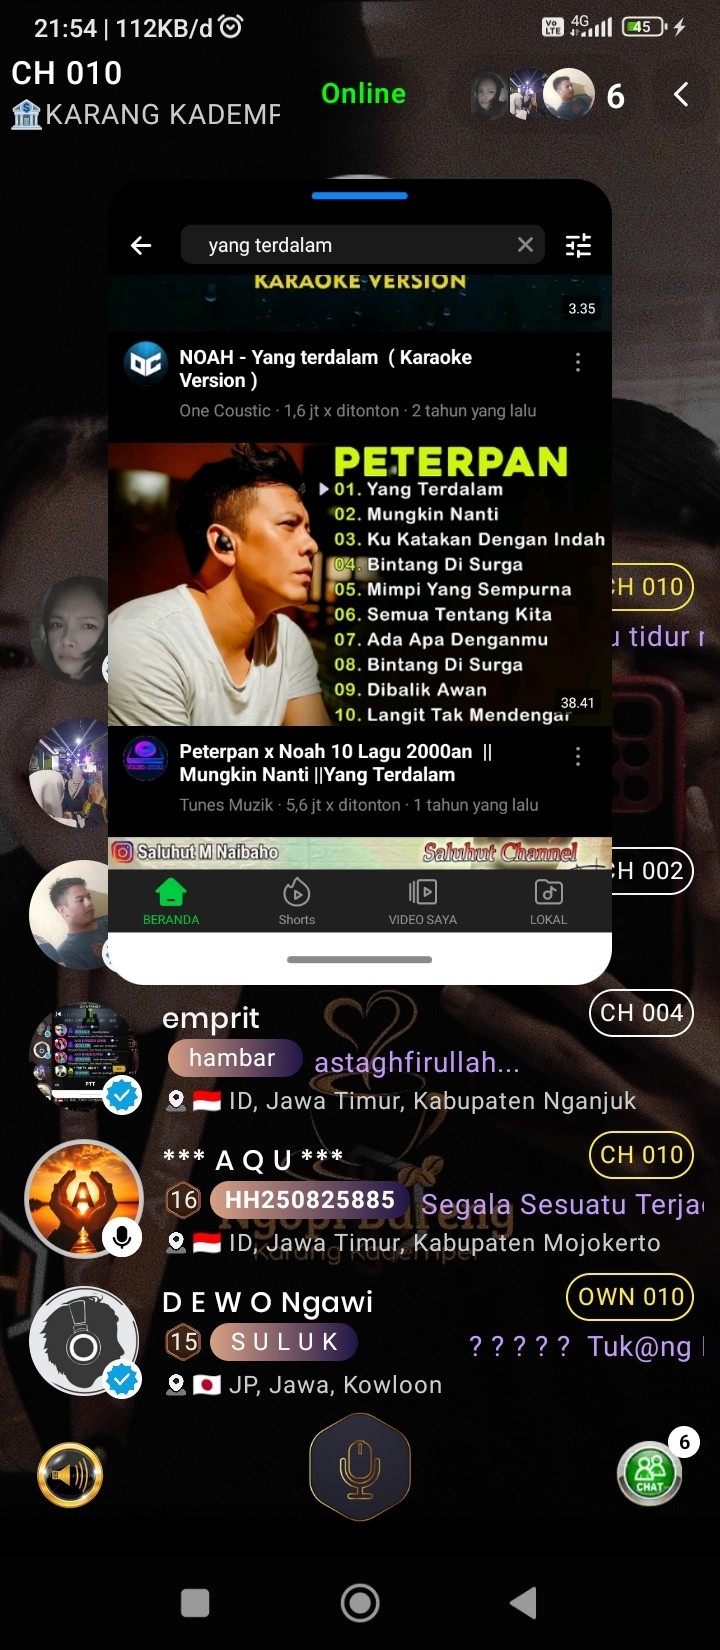 21:54 | 112KB/d
Vo LTE 4G 45
CH 010
KARANG KADEMP
Online
6
yang terdalam
KARAOKE VERSION
3.35
NOAH - Yang terdalam ( Karaoke
Version )
One Coustic · 1,6 jt x ditonton · 2 tahun yang lalu
PETERPAN
01. Yang Terdalam
02. Mungkin Nanti
03. Ku Katakan Dengan Indah
04. Bintang Di Surga
05. Mimpi Yang Sempurna
06. Semua Tentang Kita
07. Ada Apa Denganmu
08. Bintang Di Surga
09. Dibalik Awan
10. Langit Tak Mendengar
38.41
Peterpan x Noah 10 Lagu 2000an ||
Mungkin Nanti ||Yang Terdalam
Tunes Muzik · 5,6 jt x ditonton · 1 tahun yang lalu
Saluhut M Naibaho
Saluhut Channel
BERANDA
Shorts
VIDEO SAYA
LOKAL
CH 010
tidur
CH 002
emprit
CH 004
hambar
astaghfirullah...
ID, Jawa Timur, Kabupaten Nganjuk
*** A Q U ***
CH 010
16
HH250825885
Segala Sesuatu Terjad
ID, Jawa Timur, Kabupaten Mojokerto
Ngopi Bareng
Karang Kademper
D E W O Ngawi
OWN 010
15
S U L U K
? ? ? ? ? Tuk@ng
JP, Jawa, Kowloon
6
CHAT